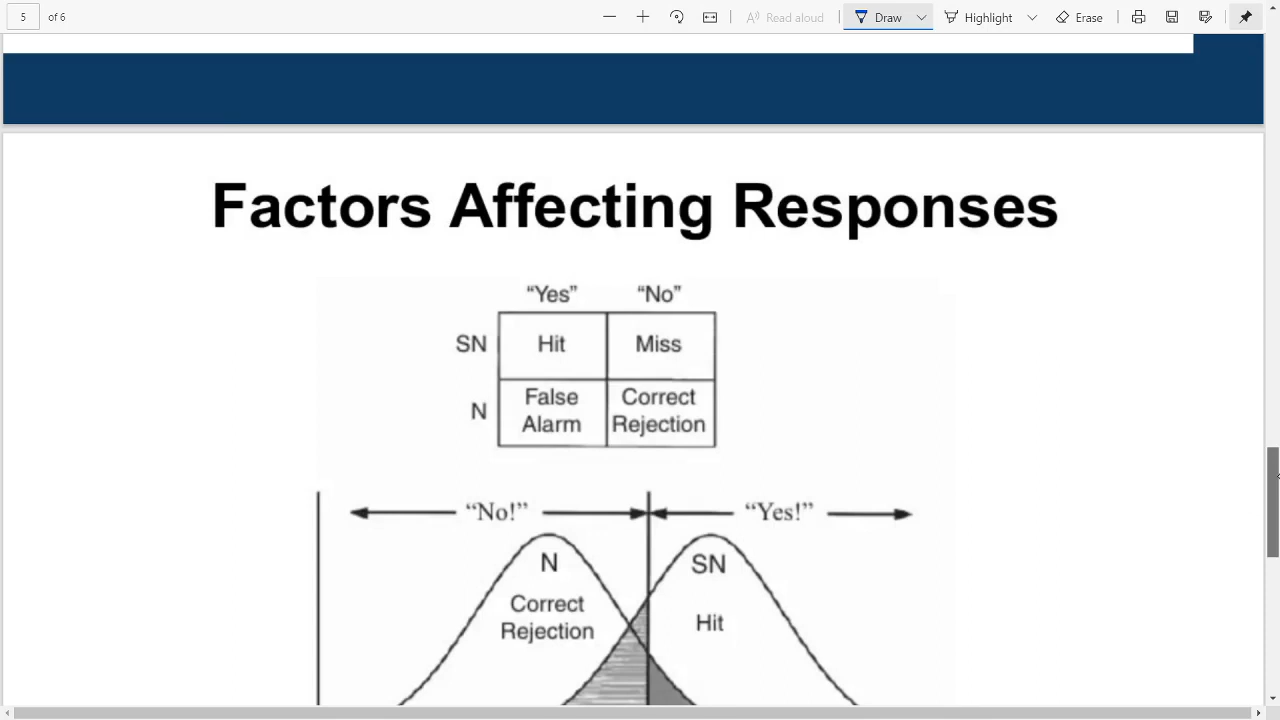 5 of 6
Read aloud
Draw
Highlight
Erase
Factors Affecting Responses
“Yes” “No”
SN Hit Miss
N False Alarm Correct Rejection
“No!” “Yes!”
N SN
Correct
Rejection
Hit